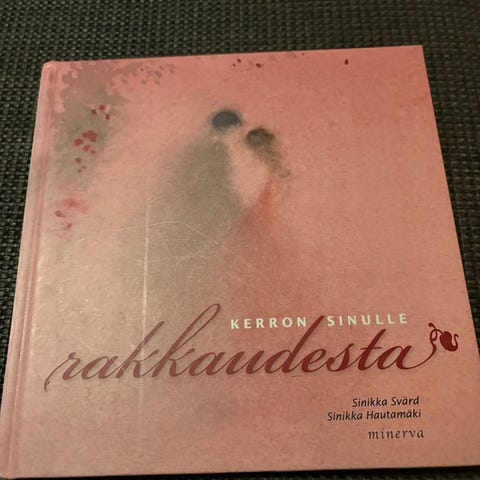 KERRON SINULLE
rakkaudesta
Sinikka Svärd
Sinikka Hautamäki
minerva